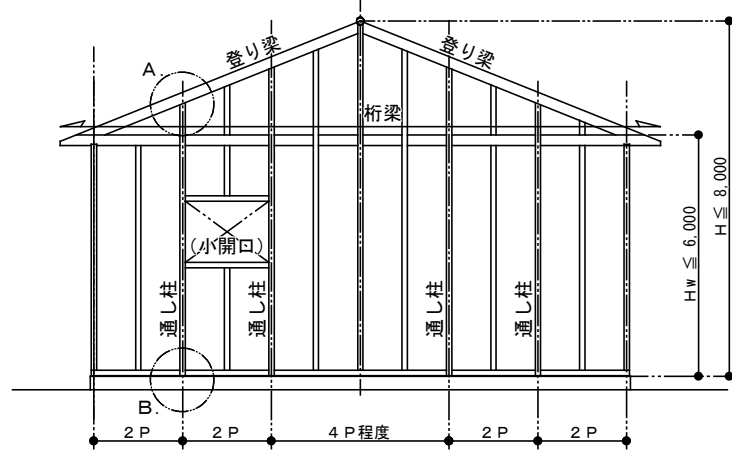 登り梁
登り梁
A.
桁梁
(小開口)
通し柱
通し柱
通し柱
通し柱
Hw ≦ 6,000
H ≦ 8,000
B.
2P
2P
4P程度
2P
2P